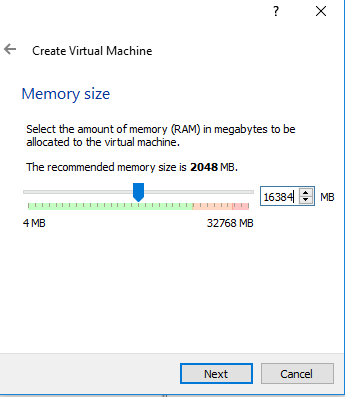 ?
Create Virtual Machine
Memory size
Select the amount of memory (RAM) in megabytes to be
allocated to the virtual machine.
The recommended memory size is 2048 MB.
16384 MB
4 MB 32768 MB
Next Cancel